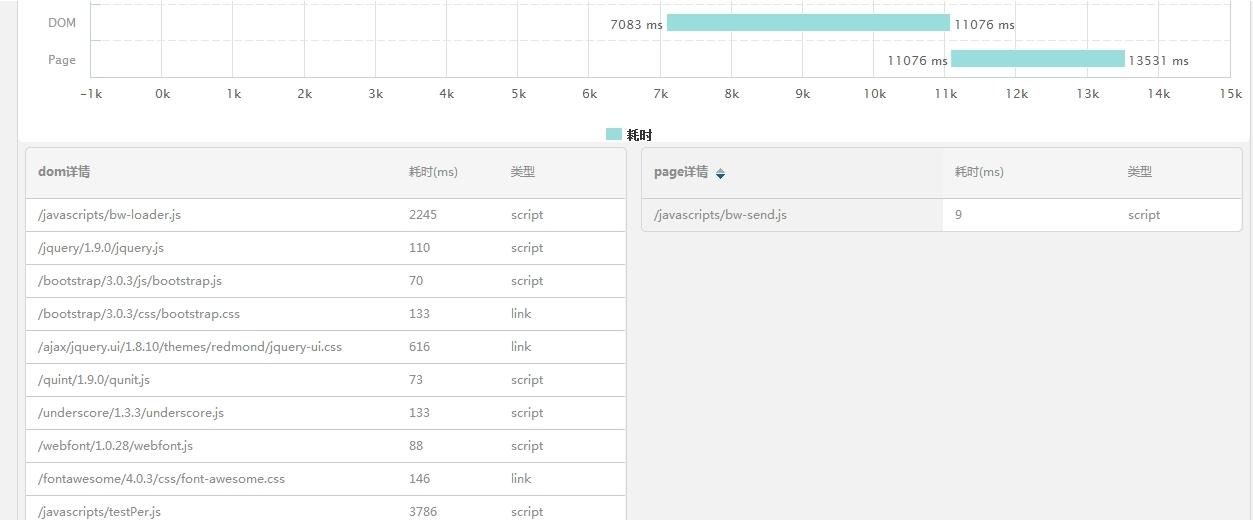 DOM 7083 ms 11076 ms
Page 11076 ms 13531 ms
-1k 0k 1k 2k 3k 4k 5k 6k 7k 8k 9k 10k 11k 12k 13k 14k 15k
耗时
dom详情 耗时(ms) 类型
/javascripts/bw-loader.js 2245 script
/jquery/1.9.0/jquery.js 110 script
/bootstrap/3.0.3/js/bootstrap.js 70 script
/bootstrap/3.0.3/css/bootstrap.css 133 link
/ajax/jquery.ui/1.8.10/themes/redmond/jquery-ui.css 616 link
/quint/1.9.0/qunit.js 73 script
/underscore/1.3.3/underscore.js 133 script
/webfont/1.0.28/webfont.js 88 script
/fontawesome/4.0.3/css/font-awesome.css 146 link
/javascripts/testPer.js 3786 script
page详情 耗时(ms) 类型
/javascripts/bw-send.js 9 script